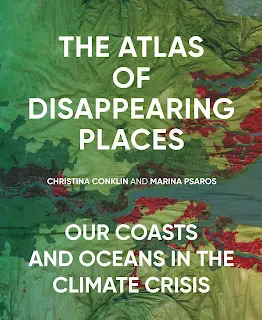 THE ATLAS
OF
DISAPPEARING
PLACES
CHRISTINA CONKLIN AND MARINA PSAROS
OUR COASTS
AND OCEANS IN THE
CLIMATE CRISIS